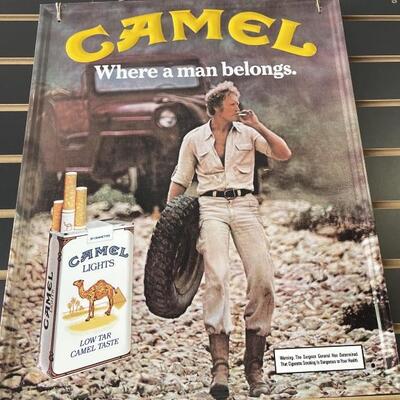 CAMEL
Where a man belongs.
CAMEL
LIGHTS
LOW TAR
CAMEL TASTE
CAMEL
Warning: The Surgeon General Has Determined
That Cigarette Smoking Is Dangerous to Your Health.